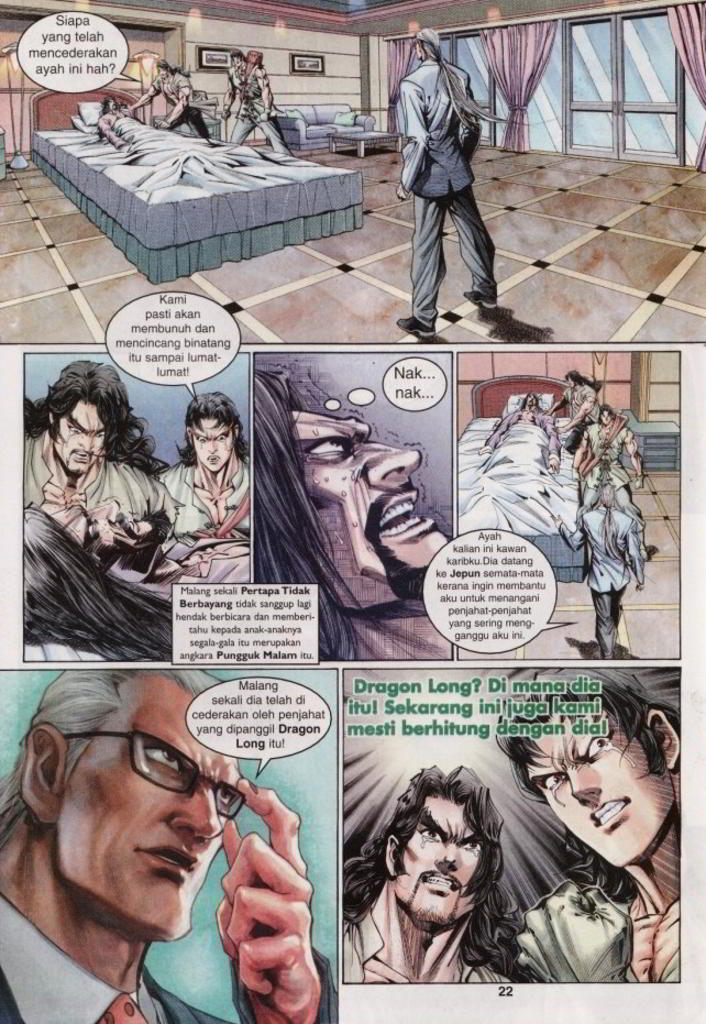 Siapa
yang telah
mencederakan
ayah ini hah?
Kami
pasti akan
membunuh dan
mencincang binatang
itu sampai lumat-
lumat!
Nak...
nak...
Malang sekali Pertapa Tidak
Berbayang tidak sanggup lagi
hendak berbicara dan memberi-
tahu kepada anak-anaknya
segala-gala itu merupakan
angkara Pungguk Malam itu.
Ayah
kalian ini kawan
karibku.Dia datang
ke Jepun semata-mata
kerana ingin membantu
aku untuk menangani
penjahat-penjahat
yang sering meng-
ganggu aku ini.
Malang
sekali dia telah di
cederakan oleh penjahat
yang dipanggil Dragon
Long itu!
Dragon Long? Di mana dia
itu! Sekarang ini juga kami
mesti berhitung dengan dia!
22